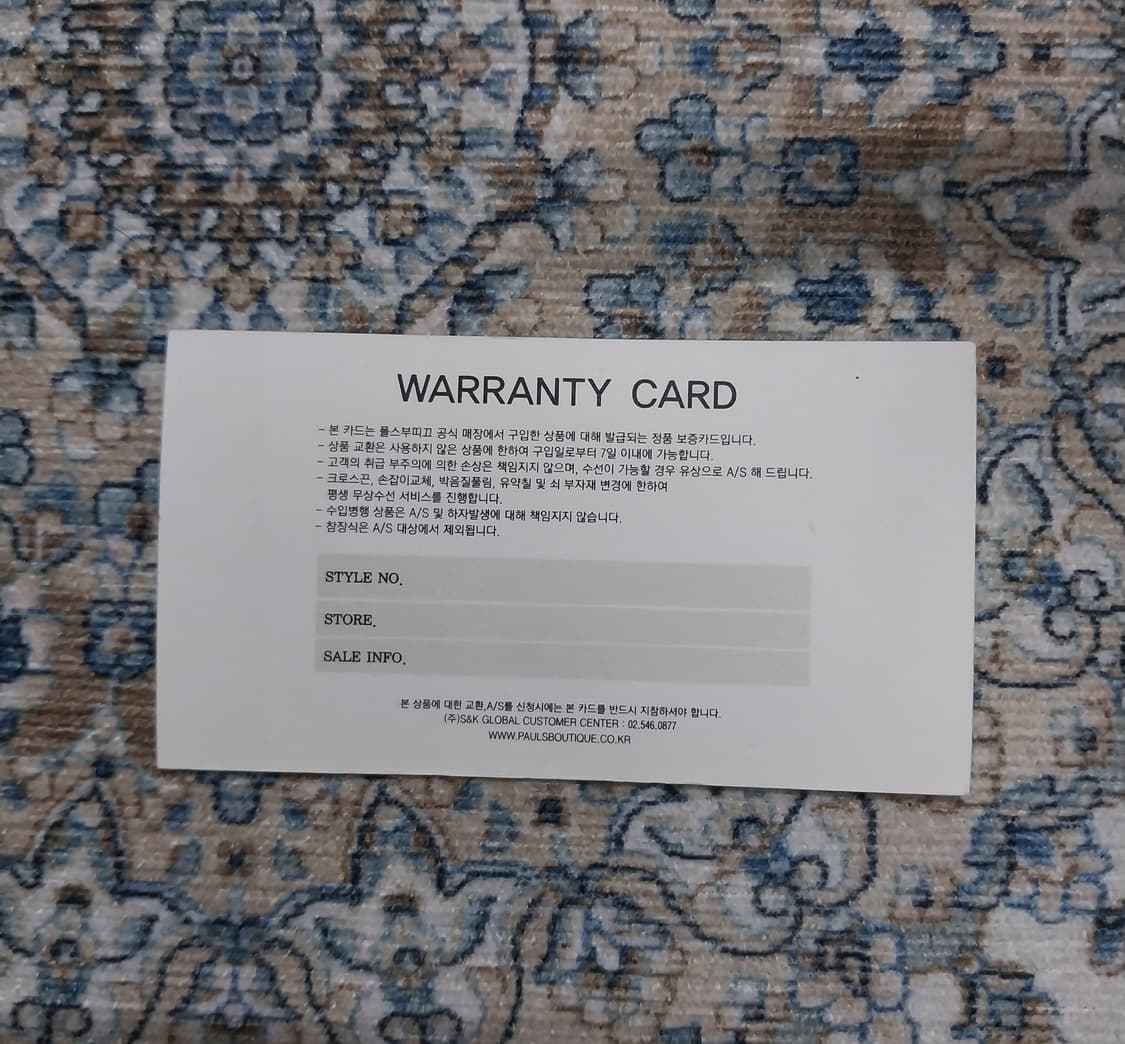 WARRANTY CARD
- 본 카드는 폴스부띠끄 공식 매장에서 구입한 상품에 대해 발급되는 정품 보증카드입니다.
- 상품 교환은 사용하지 않은 상품에 한하여 구입일로부터 7일 이내에 가능합니다.
- 고객의 취급 부주의에 의한 손상은 책임지지 않으며, 수선이 가능할 경우 유상으로 A/S 해 드립니다.
- 크로스끈, 손잡이교체, 박음질풀림, 유약칠 및 쇠 부자재 변경에 한하여
평생 무상수선 서비스를 진행합니다.
- 수입병행 상품은 A/S 및 하자발생에 대해 책임지지 않습니다.
- 참장식은 A/S 대상에서 제외됩니다.
STYLE NO.
STORE.
SALE INFO.
본 상품에 대한 교환,A/S를 신청시에는 본 카드를 반드시 지참하셔야 합니다.
(주)S&K GLOBAL CUSTOMER CENTER : 02.546.0877
WWW.PAULSBOUTIQUE.CO.KR